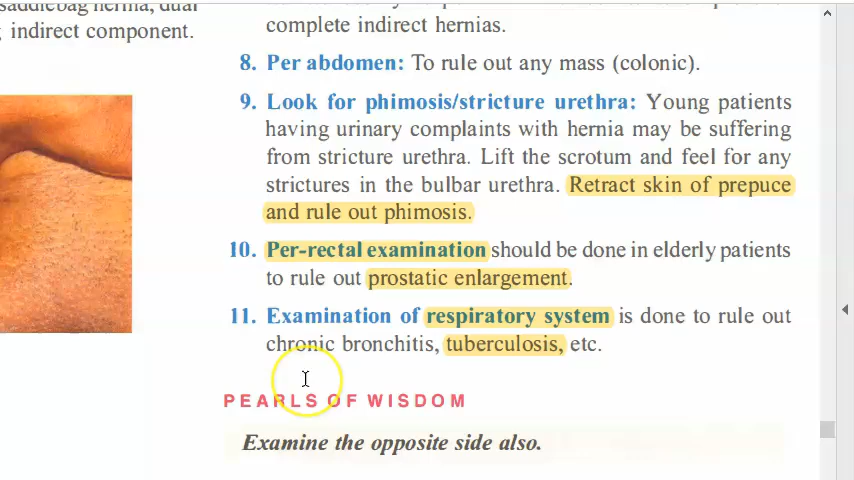 saddlebag hernia, dual
indirect component.
complete indirect hernias.
8. Per abdomen: To rule out any mass (colonic).
9. Look for phimosis/stricture urethra: Young patients
having urinary complaints with hernia may be suffering
from stricture urethra. Lift the scrotum and feel for any
strictures in the bulbar urethra. Retract skin of prepuce
and rule out phimosis.
10. Per-rectal examination should be done in elderly patients
to rule out prostatic enlargement.
11. Examination of respiratory system is done to rule out
chronic bronchitis, tuberculosis, etc.
PEARLS OF WISDOM
Examine the opposite side also.